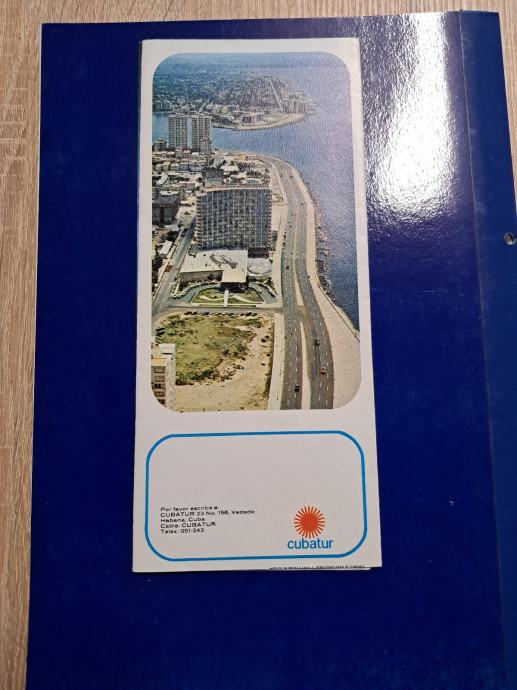 Por favor escriba a:
CUBATUR 23 No. 156, Vedado
Habana, Cuba
Cable: CUBATUR
Telex: 051-243
cubatur